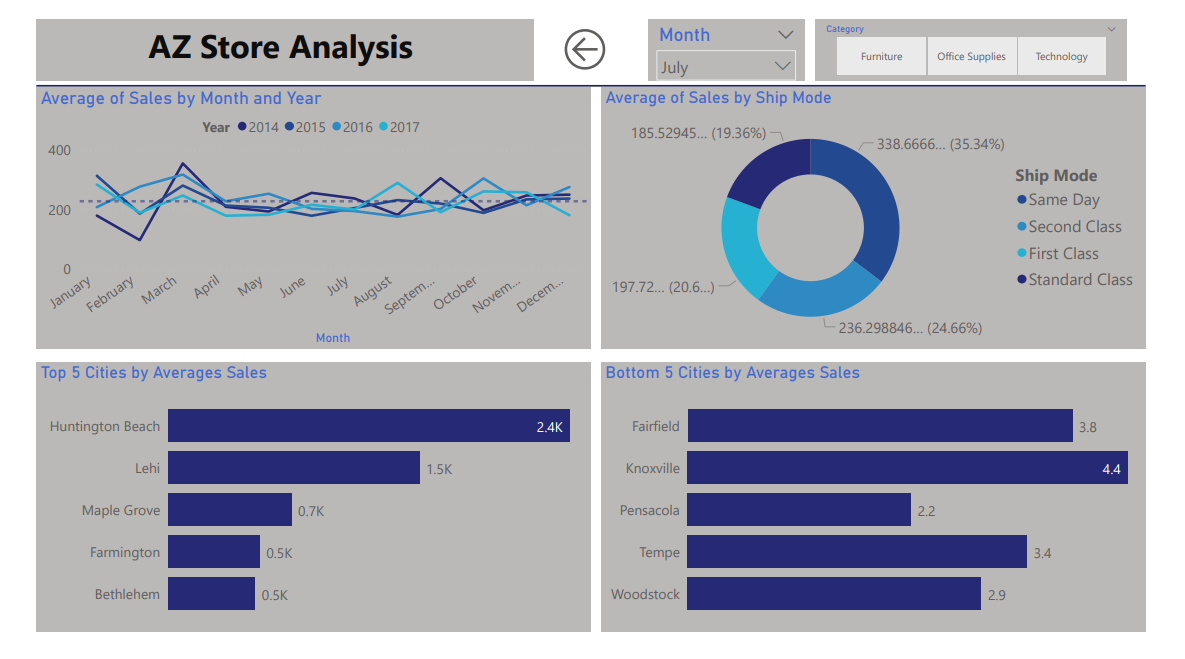 AZ Store Analysis
Month
July
Category
Furniture
Office Supplies
Technology
Average of Sales by Month and Year
Year 2014 2015 2016 2017
400
200
0
January
February
March
April
May
June
July
August
Septem...
October
Novem...
Decem...
Month
Average of Sales by Ship Mode
185.52945... (19.36%)
338.6666... (35.34%)
197.72... (20.6...)
236.298846... (24.66%)
Ship Mode
Same Day
Second Class
First Class
Standard Class
Top 5 Cities by Averages Sales
Huntington Beach 2.4K
Lehi 1.5K
Maple Grove 0.7K
Farmington 0.5K
Bethlehem 0.5K
Bottom 5 Cities by Averages Sales
Fairfield 3.8
Knoxville 4.4
Pensacola 2.2
Tempe 3.4
Woodstock 2.9